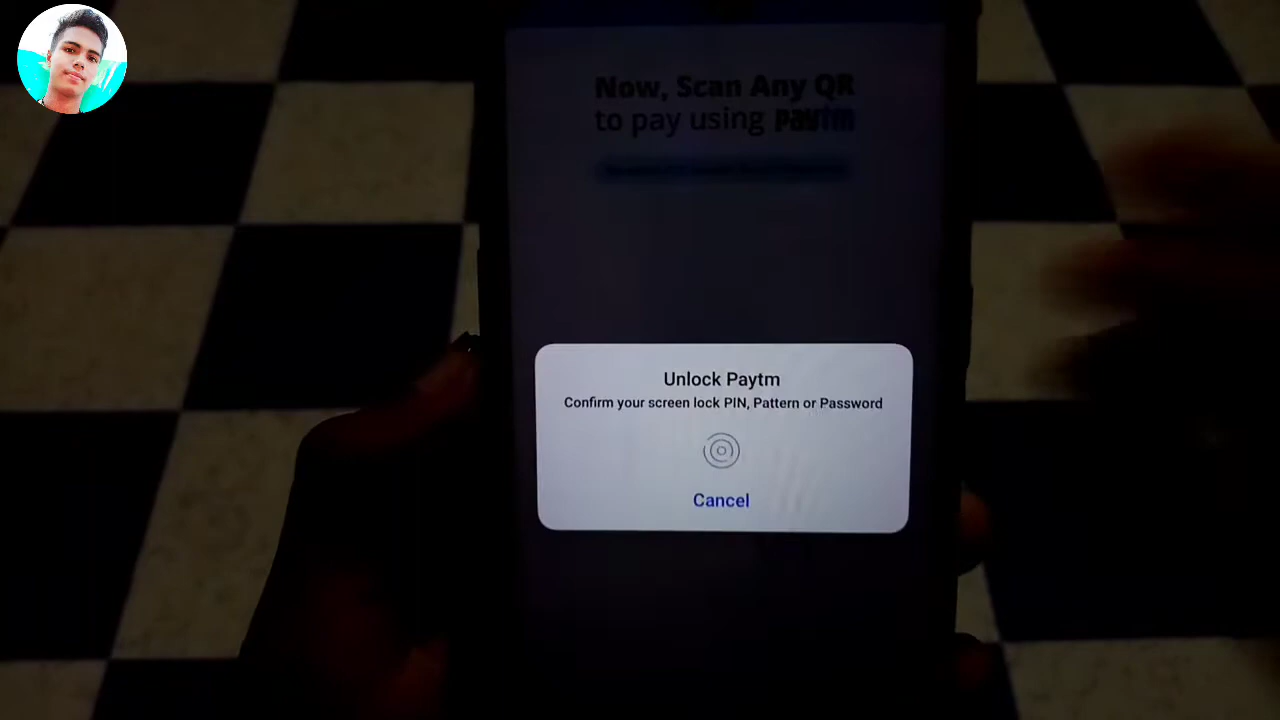 Now, Scan Any QR
to pay using paytm
Unlock Paytm
Confirm your screen lock PIN, Pattern or Password
Cancel